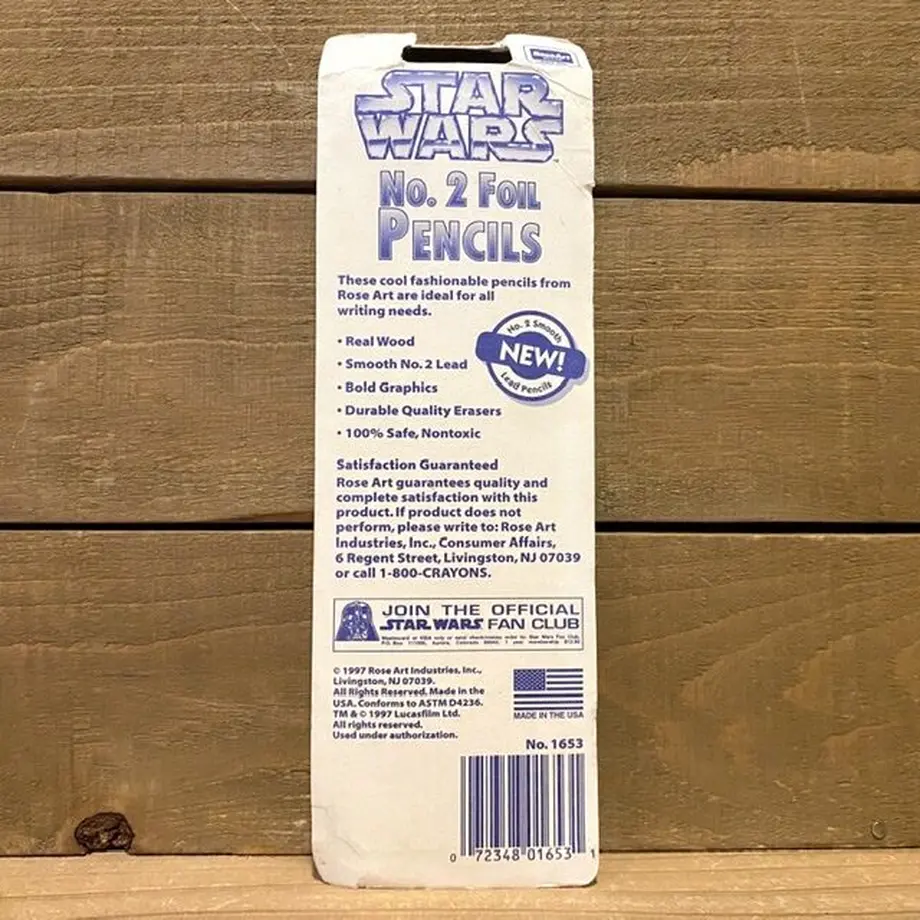 RoseArt
STAR
WARS
No. 2 FOIL
PENCILS
These cool fashionable pencils from
Rose Art are ideal for all
writing needs.
No. 2 Smooth
NEW!
Lead Pencils
• Real Wood
• Smooth No. 2 Lead
• Bold Graphics
• Durable Quality Erasers
• 100% Safe, Nontoxic
Satisfaction Guaranteed
Rose Art guarantees quality and
complete satisfaction with this
product. If product does not
perform, please write to: Rose Art
Industries, Inc., Consumer Affairs,
6 Regent Street, Livingston, NJ 07039
or call 1-800-CRAYONS.
JOIN THE OFFICIAL
STAR WARS FAN CLUB
© 1997 Rose Art Industries, Inc.,
Livingston, NJ 07039.
All Rights Reserved. Made in the
USA. Conforms to ASTM D4236.
TM & © 1997 Lucasfilm Ltd.
All rights reserved.
Used under authorization.
MADE IN THE USA
No. 1653
0 72348 01653 1